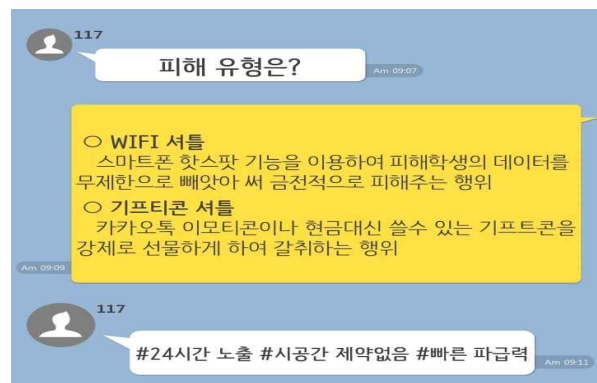 117
피해 유형은?
Am 09:07
○ WIFI 셔틀
스마트폰 핫스팟 기능을 이용하여 피해학생의 데이터를
무제한으로 빼앗아 써 금전적으로 피해주는 행위
○ 기프티콘 셔틀
카카오톡 이모티콘이나 현금대신 쓸수 있는 기프트콘을
강제로 선물하게 하여 갈취하는 행위
Am 09:09
117
#24시간 노출 #시공간 제약없음 #빠른 파급력
Am 09:11